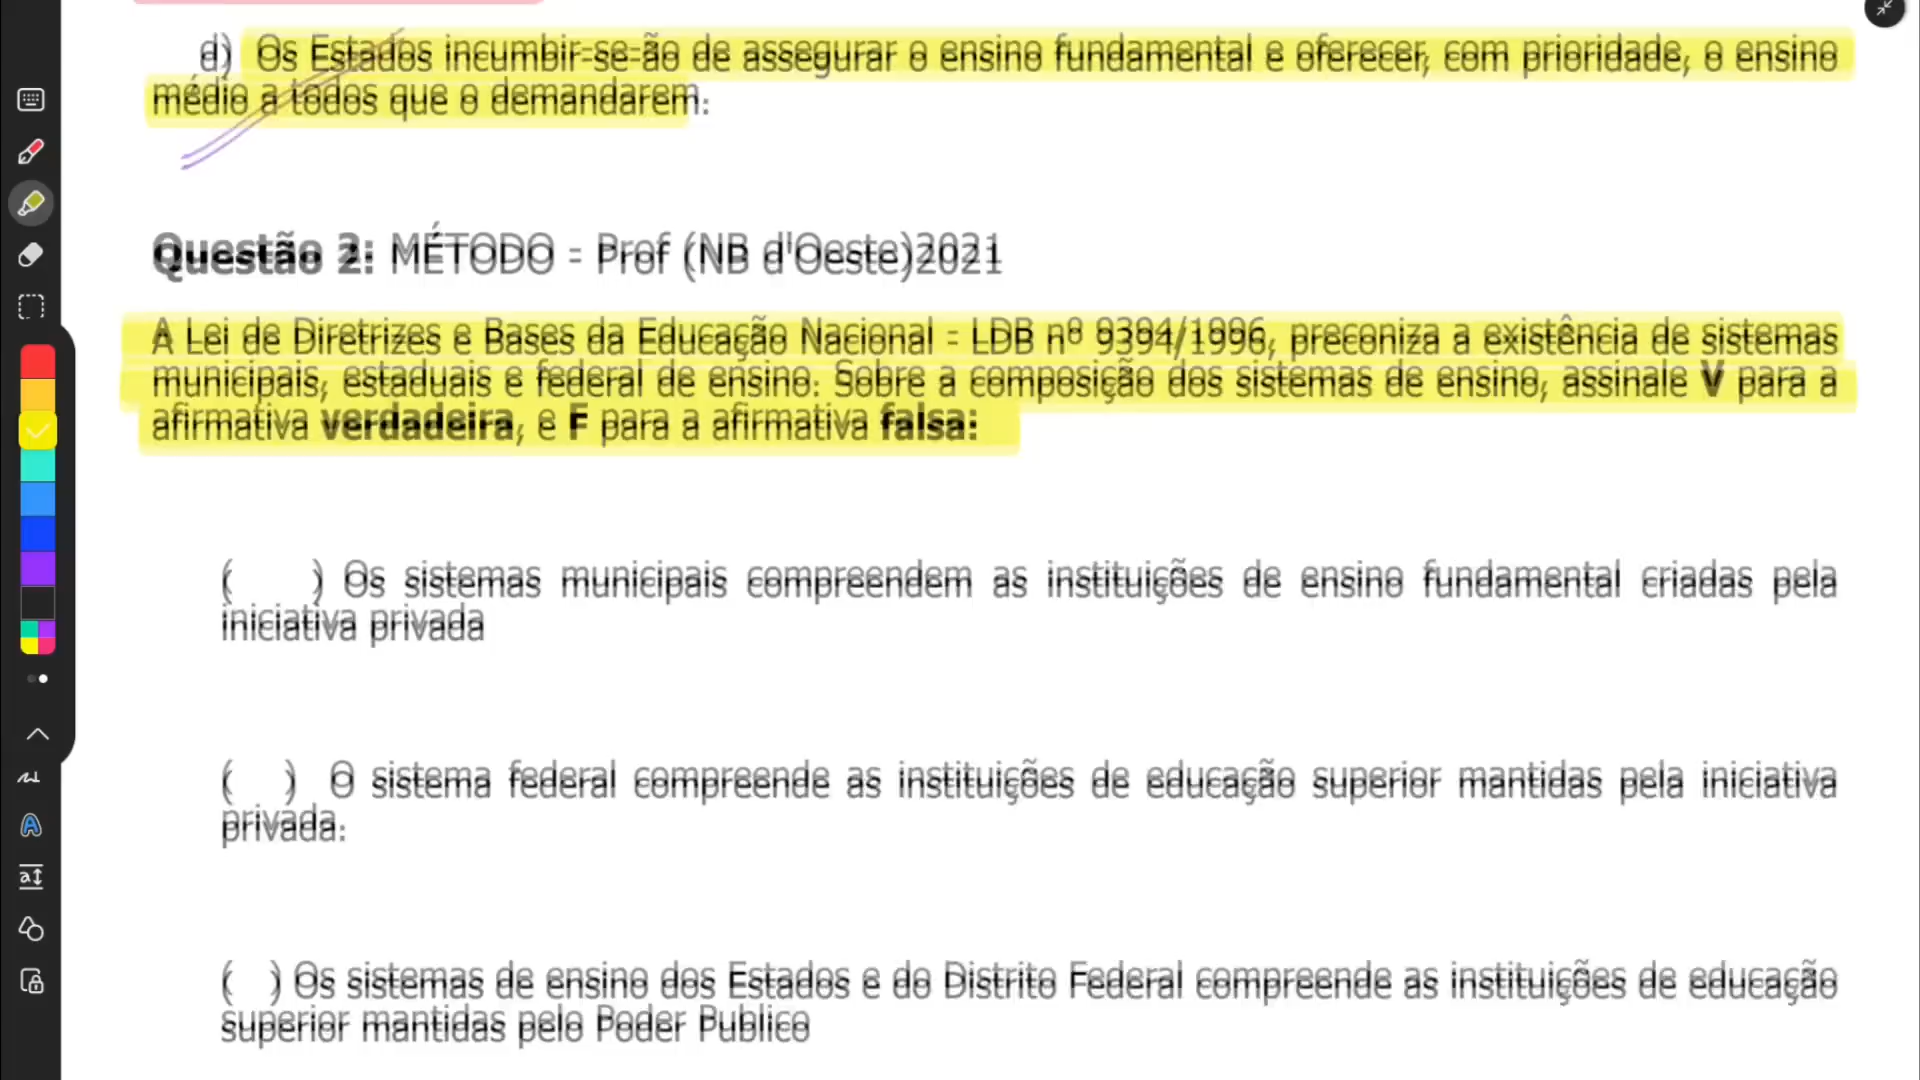 d) Os Estados incumbir-se-ão de assegurar o ensino fundamental e oferecer, com prioridade, o ensino
médio a todos que o demandarem.
Questão 2: MÉTODO - Prof (NB d'Oeste)2021
A Lei de Diretrizes e Bases da Educação Nacional - LDB nº 9394/1996, preconiza a existência de sistemas
municipais, estaduais e federal de ensino. Sobre a composição dos sistemas de ensino, assinale V para a
afirmativa verdadeira, e F para a afirmativa falsa:
( ) Os sistemas municipais compreendem as instituições de ensino fundamental criadas pela
iniciativa privada
( ) O sistema federal compreende as instituições de educação superior mantidas pela iniciativa
privada.
( ) Os sistemas de ensino dos Estados e do Distrito Federal compreende as instituições de educação
superior mantidas pelo Poder Publico